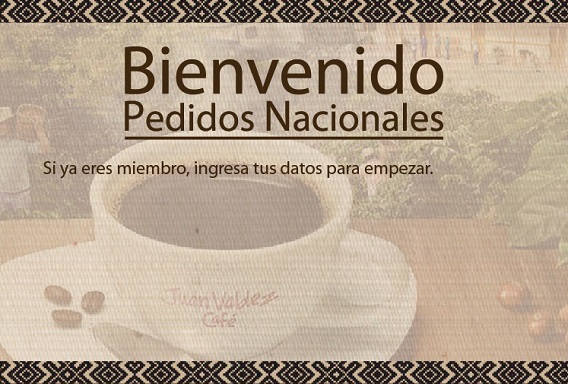 Bienvenido
Pedidos Nacionales
Si ya eres miembro, ingresa tus datos para empezar.
Juan Valdez
Café